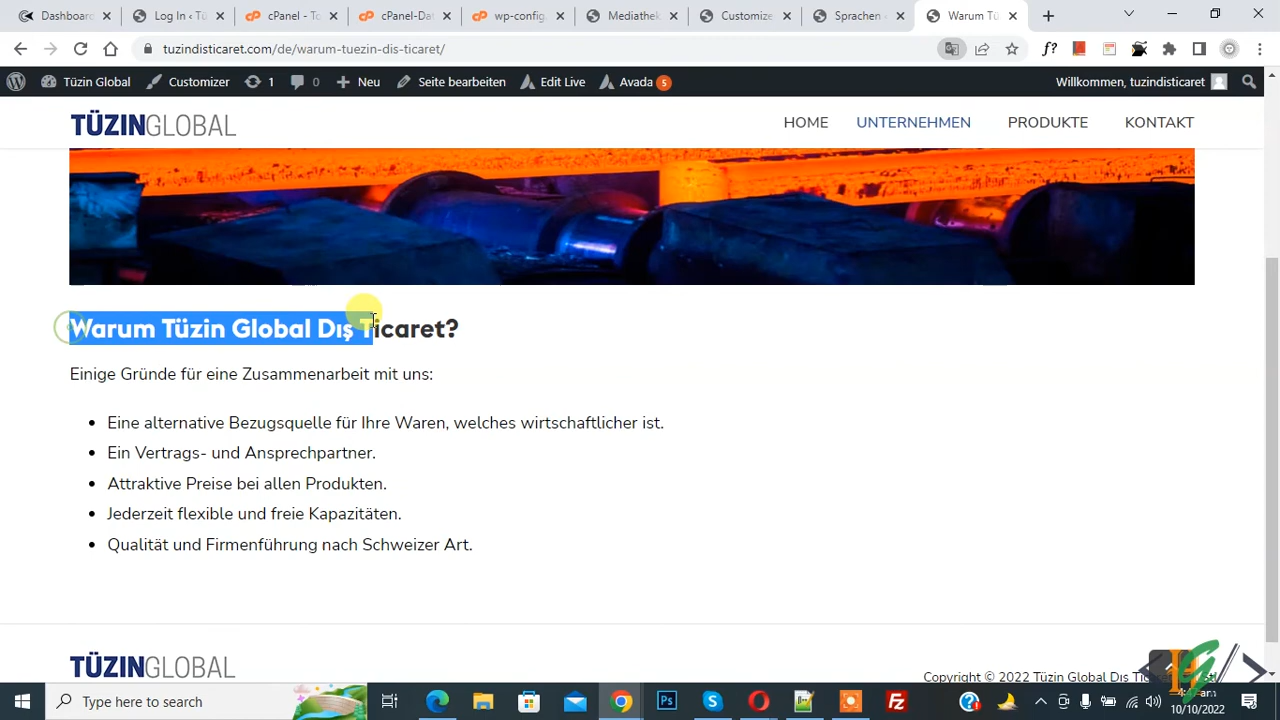 Dashboard
Log In ‹ Tü
cPanel - To
cPanel-Dat
wp-config.
Mediathek
Customize
Sprachen ‹
Warum Tü
tuzindisticaret.com/de/warum-tuezin-dis-ticaret/
f?
Tüzin Global
Customizer
1
0
Neu
Seite bearbeiten
Edit Live
Avada 5
Willkommen, tuzindisticaret
TÜZINGLOBAL
HOME
UNTERNEHMEN
PRODUKTE
KONTAKT
Warum Tüzin Global Dış Ticaret?
Einige Gründe für eine Zusammenarbeit mit uns:
Eine alternative Bezugsquelle für Ihre Waren, welches wirtschaftlicher ist.
Ein Vertrags- und Ansprechpartner.
Attraktive Preise bei allen Produkten.
Jederzeit flexible und freie Kapazitäten.
Qualität und Firmenführung nach Schweizer Art.
TÜZINGLOBAL
Copyright © 2022 Tüzin Global Dış
Type here to search
Ps
Fz
10/10/2022